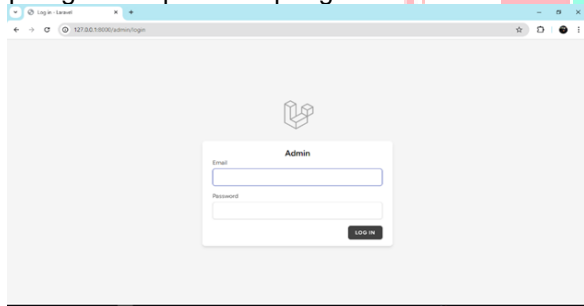 Log in - Laravel
127.0.0.1:8000/admin/login
Admin
Email
Password
LOG IN